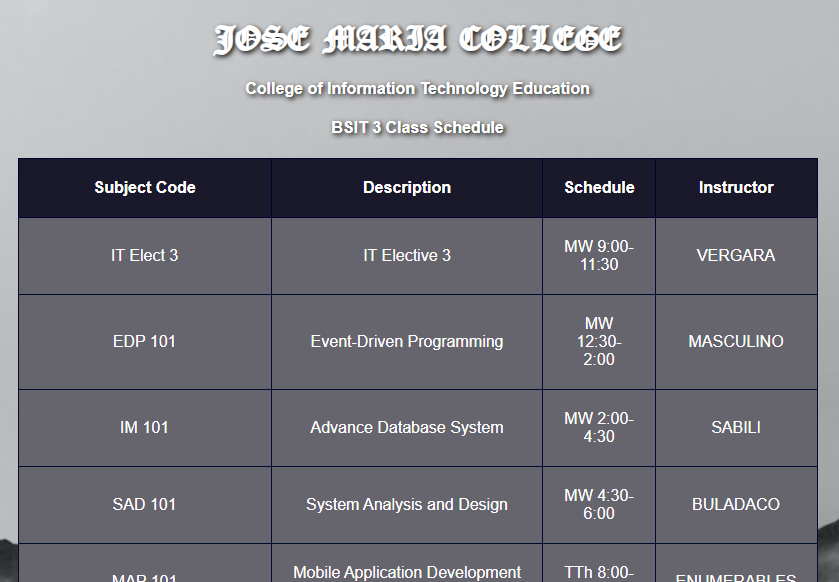 JOSE MARIA COLLEGE
College of Information Technology Education
BSIT 3 Class Schedule
Subject Code Description Schedule Instructor
IT Elect 3 IT Elective 3 MW 9:00-
11:30 VERGARA
EDP 101 Event-Driven Programming MW
12:30-
2:00 MASCULINO
IM 101 Advance Database System MW 2:00-
4:30 SABILI
SAD 101 System Analysis and Design MW 4:30-
6:00 BULADACO
MAP 101 Mobile Application Development TTh 8:00- ENUMERABLES